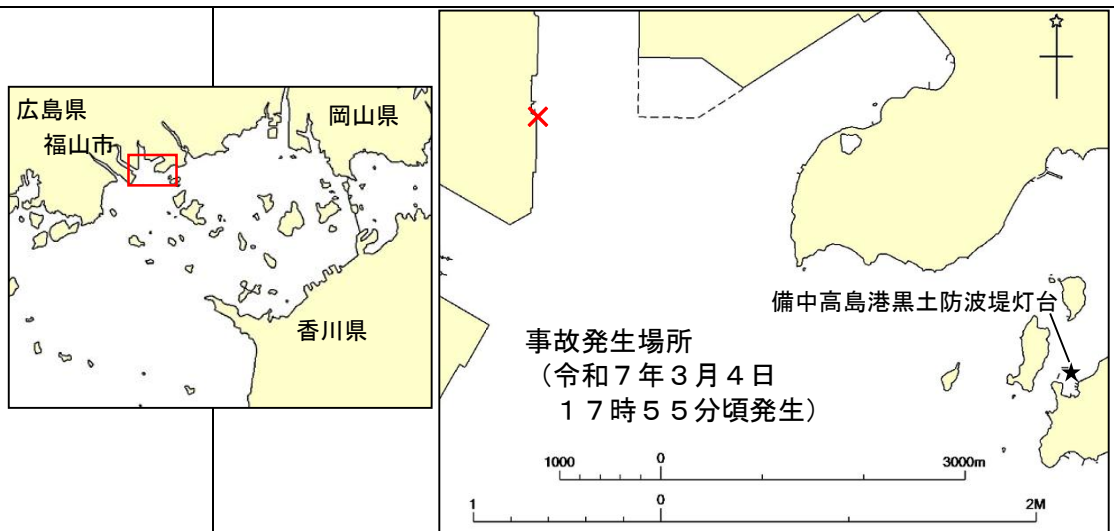 広島県
福山市
岡山県
香川県
備中高島港黒土防波堤灯台
事故発生場所
（令和７年３月４日
１７時５５分頃発生）
1000 0 3000m
1 0 2M